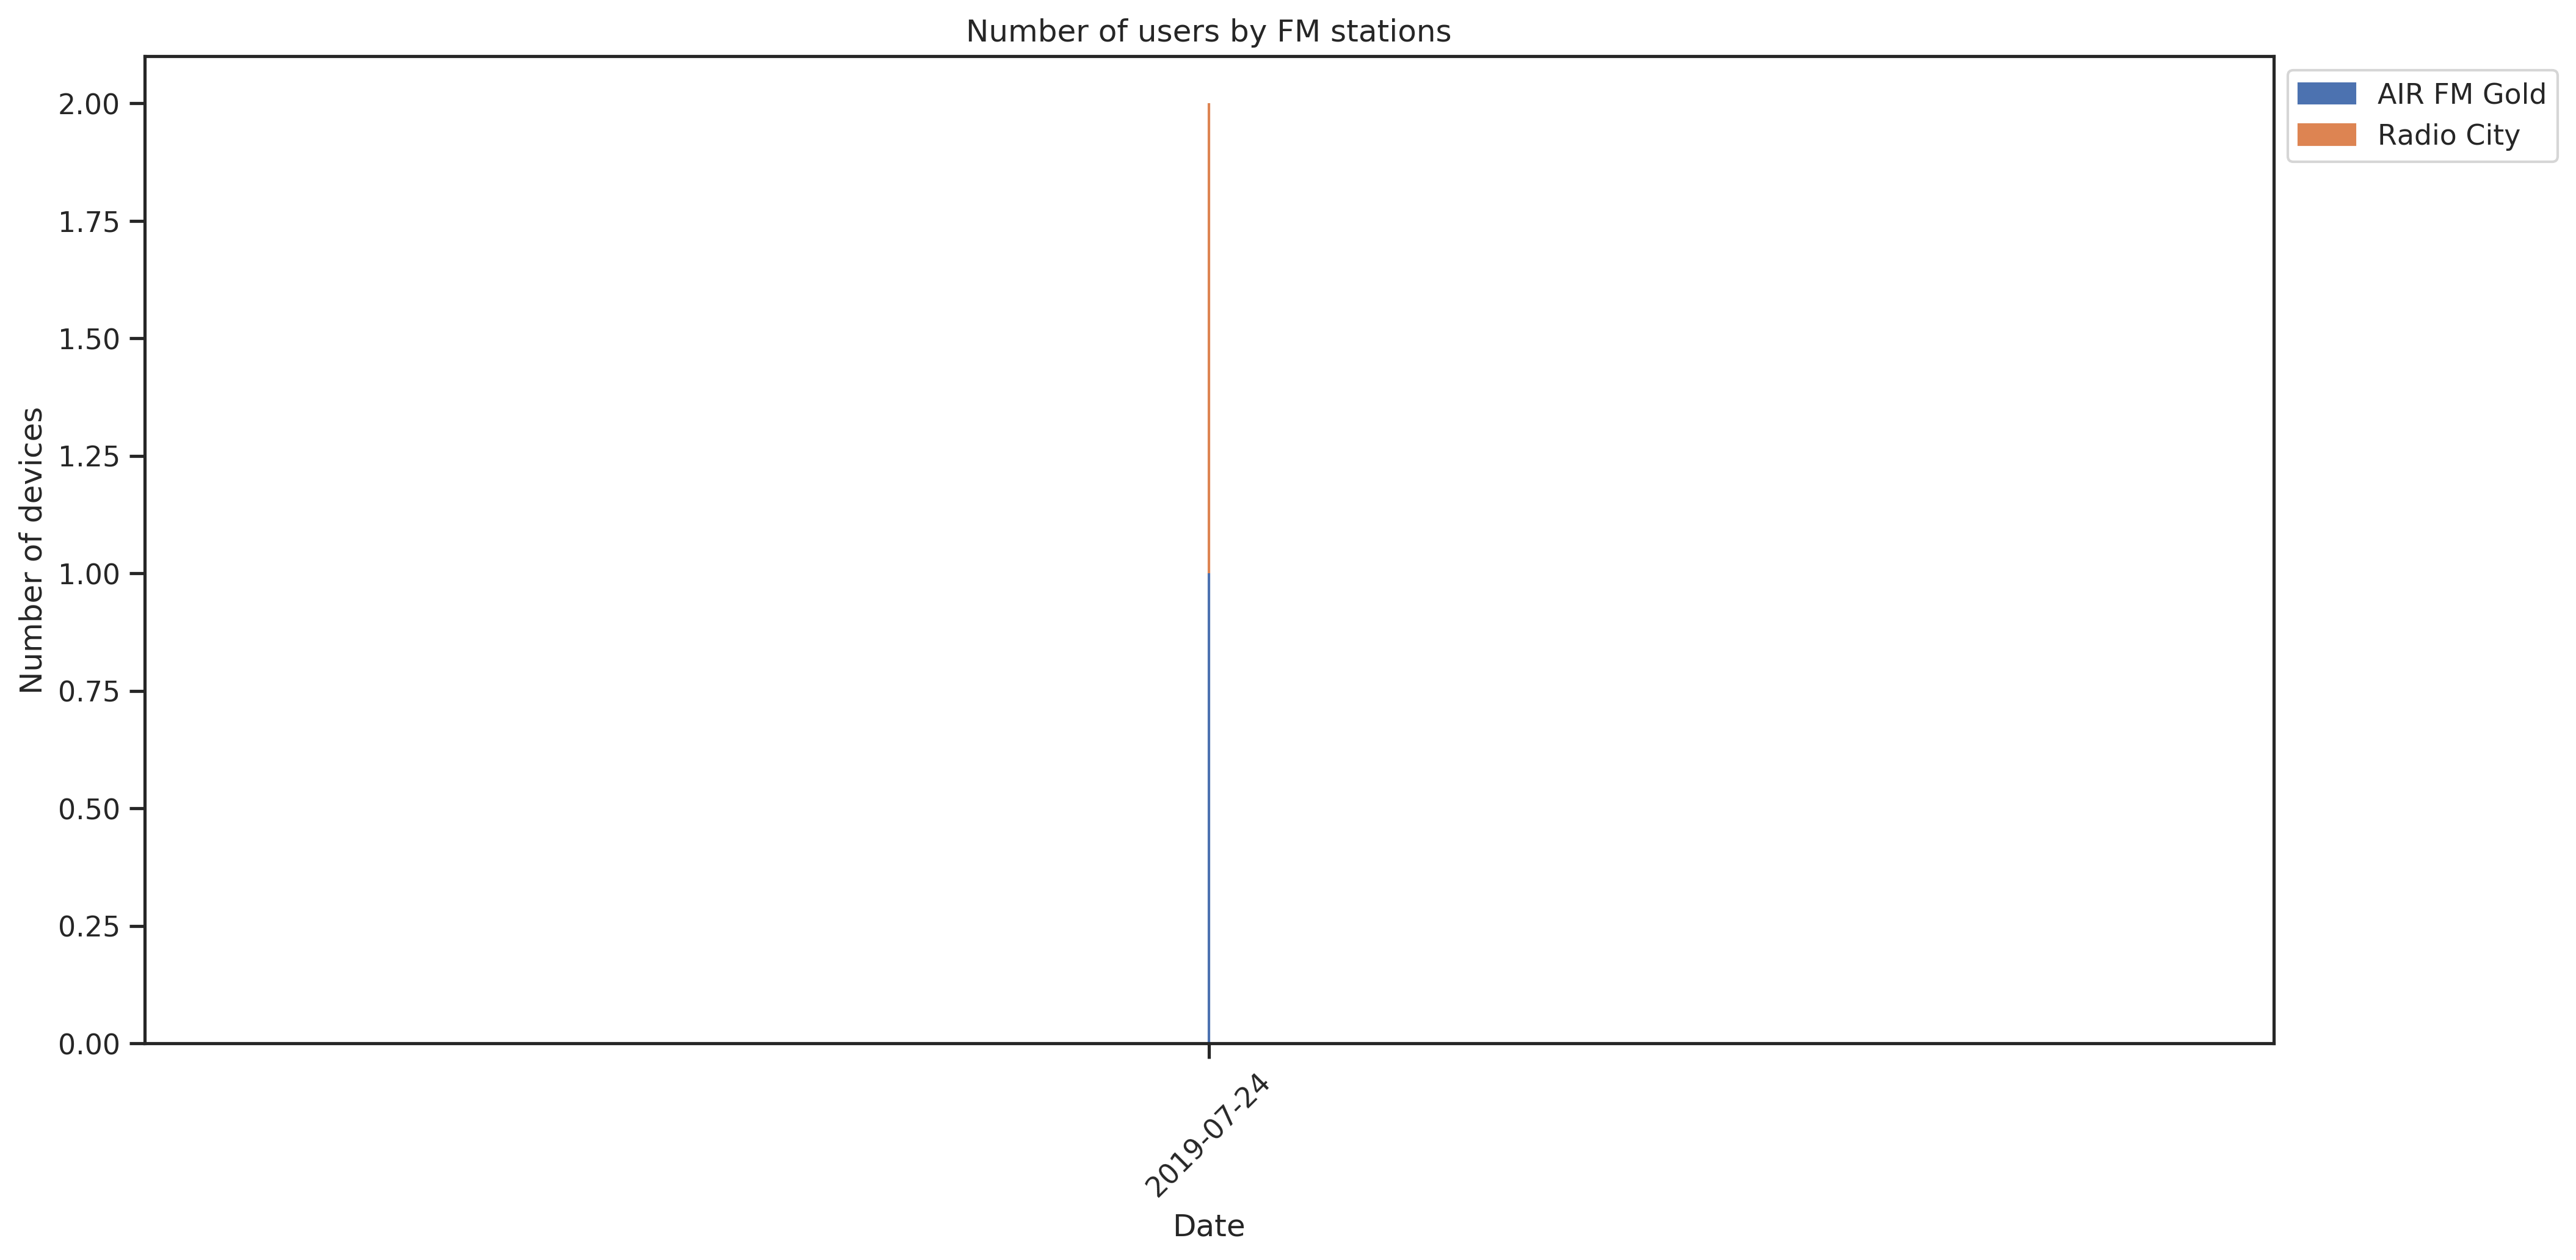 Number of users by FM stations
AIR FM Gold
Radio City
Number of devices
2.00
1.75
1.50
1.25
1.00
0.75
0.50
0.25
0.00
2019-07-24
Date